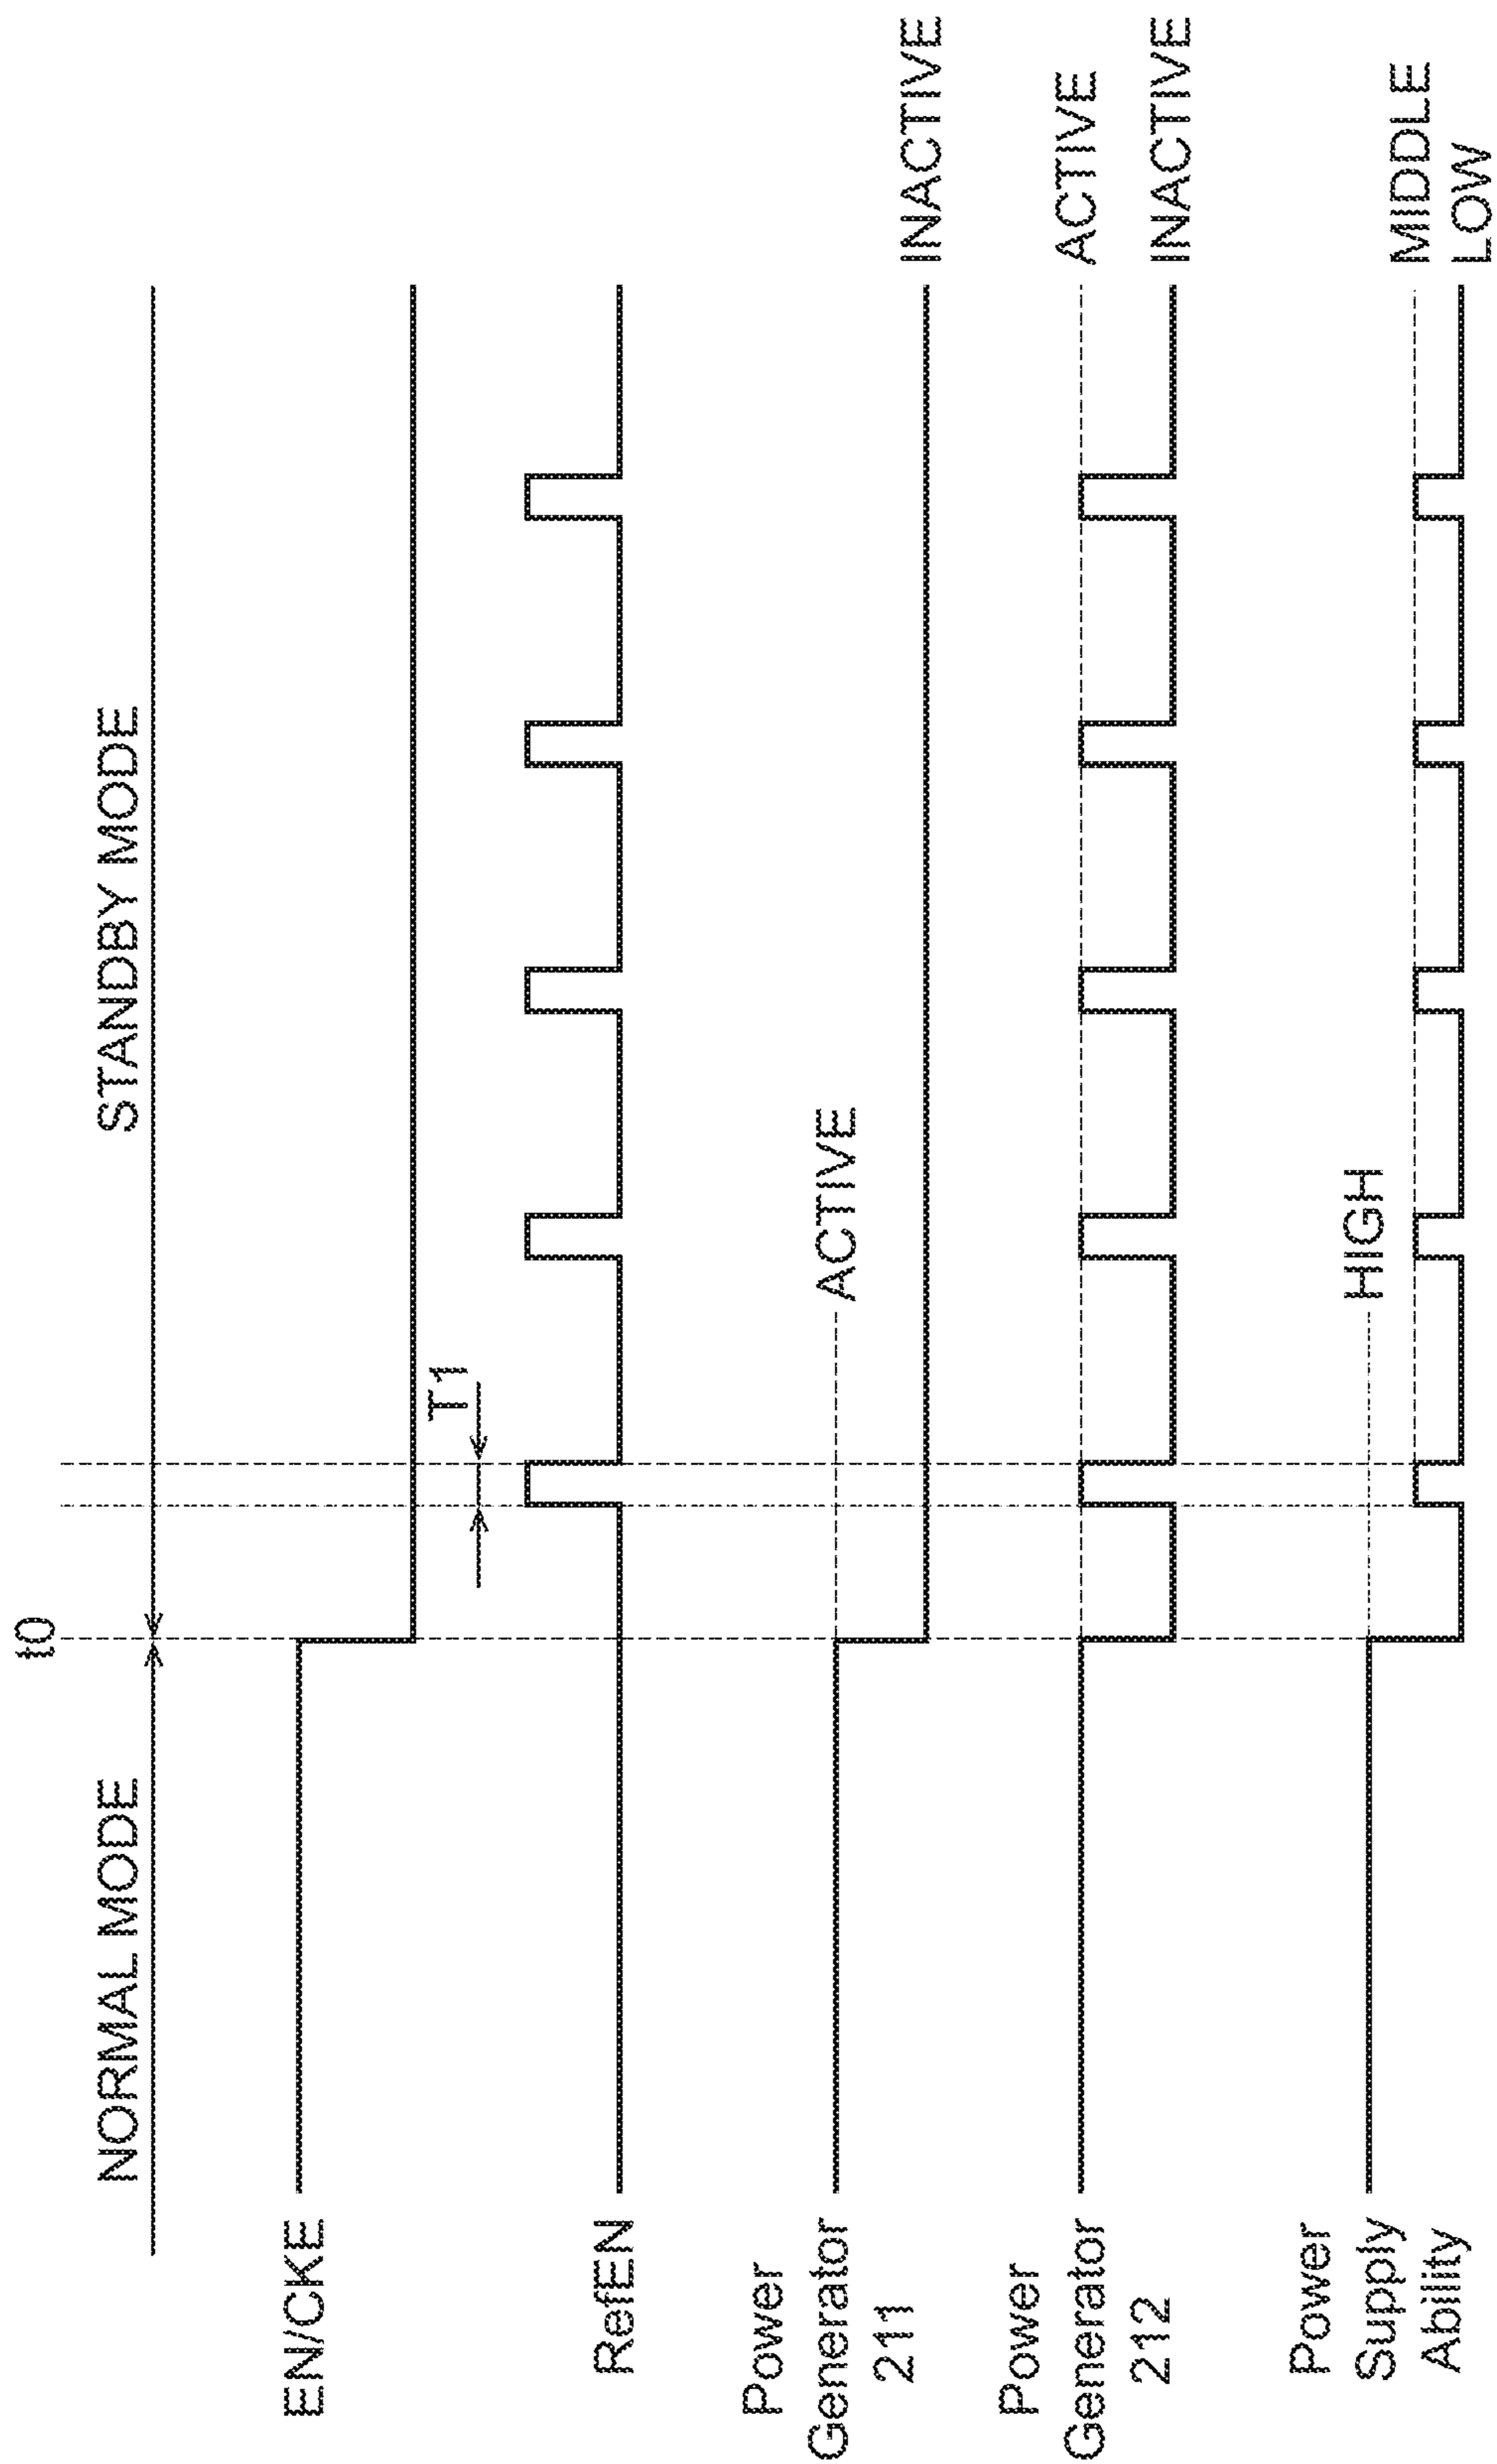 t0
NORMAL MODE
STANDBY MODE
EN/CKE
T1
RefEN
Power
Generator
211
ACTIVE
INACTIVE
Power
Generator
212
ACTIVE
INACTIVE
Power
Supply
Ability
HIGH
MIDDLE
LOW